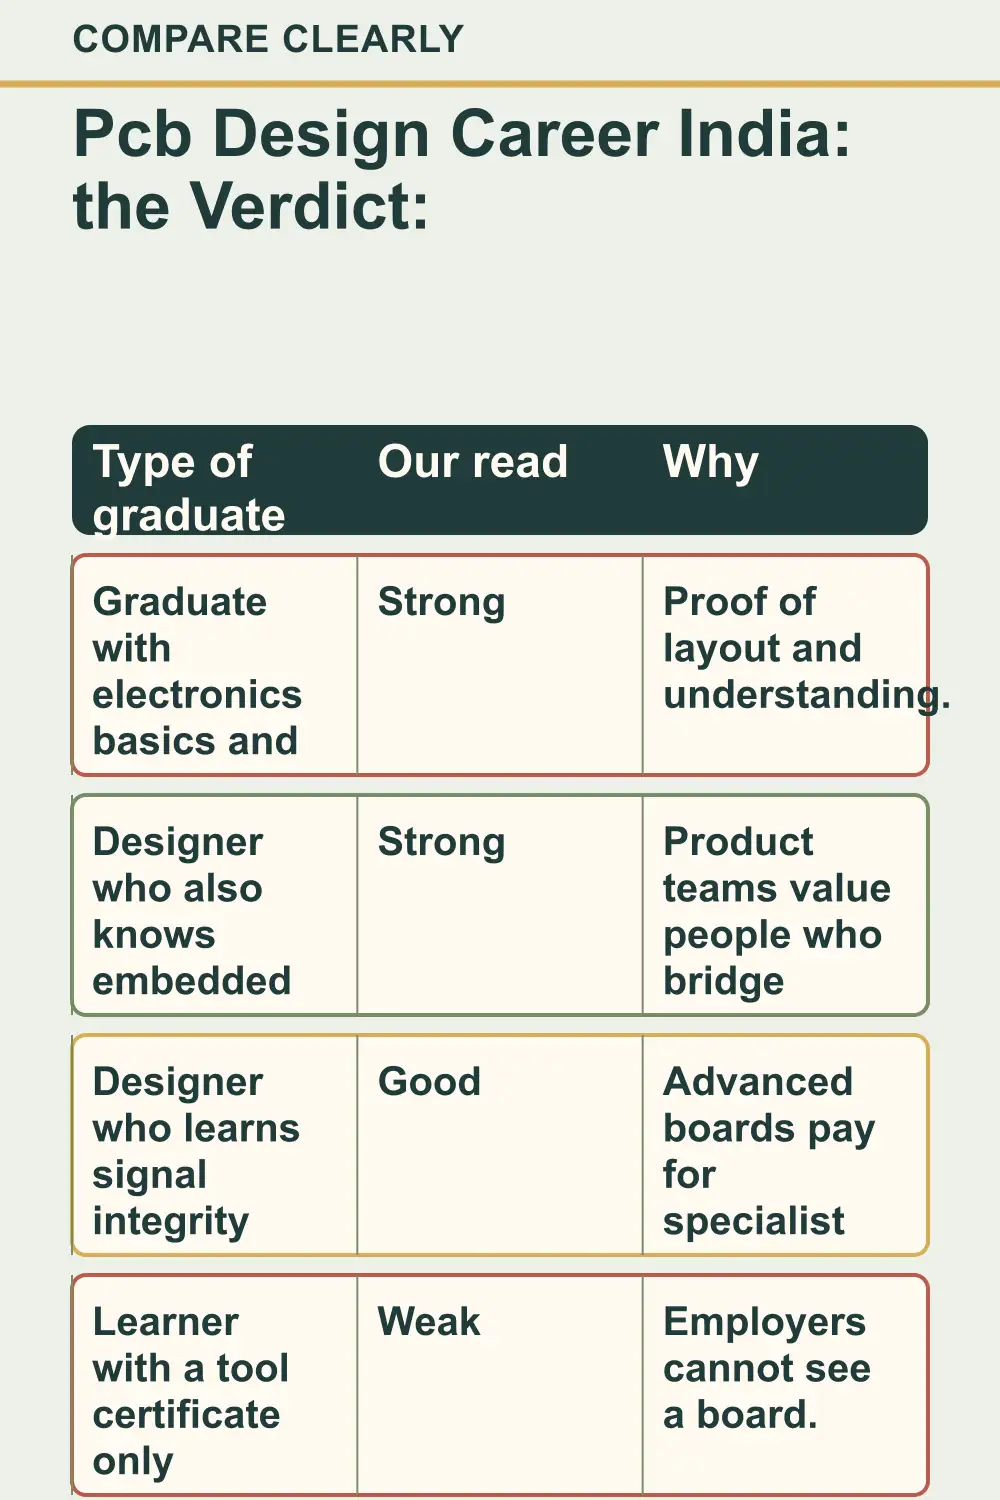 COMPARE CLEARLY
Pcb Design Career India:
the Verdict:
Type of
graduate
Our read
Why
Graduate
with
electronics
basics and
Strong
Proof of
layout and
understanding.
Designer
who also
knows
embedded
Strong
Product
teams value
people who
bridge
Designer
who learns
signal
integrity
Good
Advanced
boards pay
for
specialist
Learner
with a tool
certificate
only
Weak
Employers
cannot see
a board.